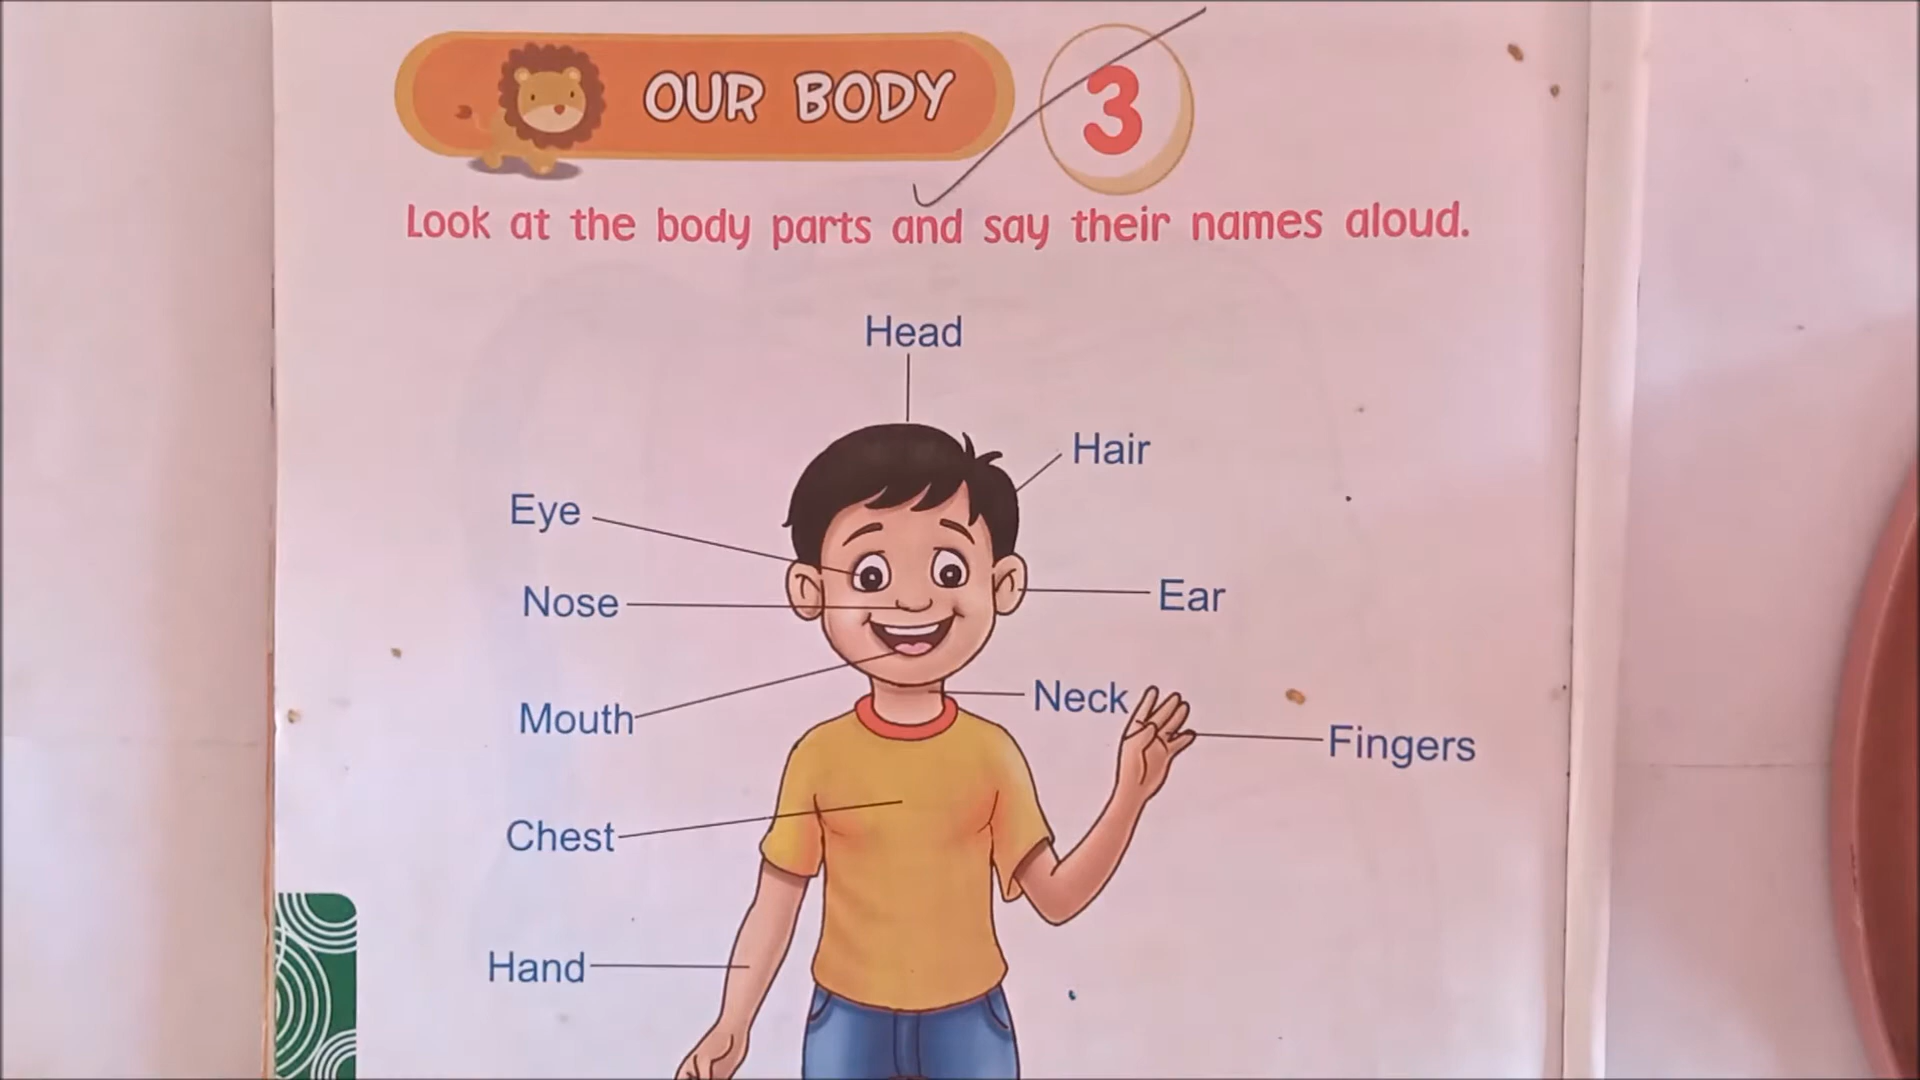 OUR BODY 3
Look at the body parts and say their names aloud.
Head
Hair
Eye
Nose
Ear
Mouth
Neck
Fingers
Chest
Hand